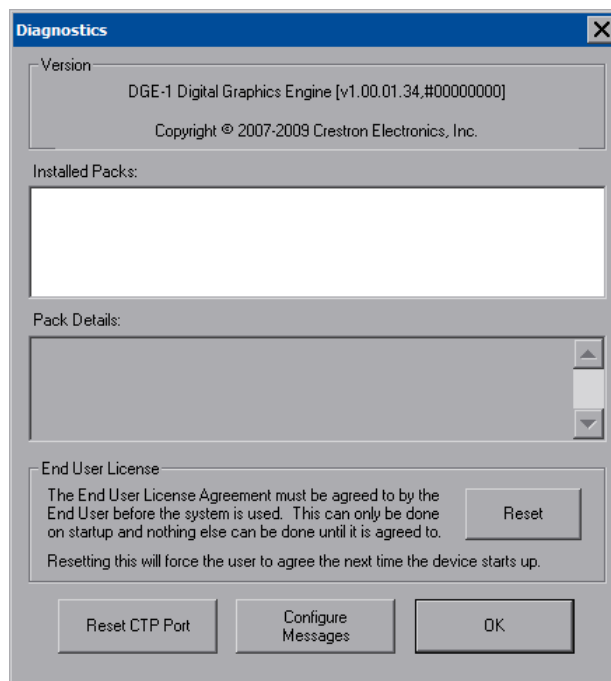 Diagnostics
Version
DGE-1 Digital Graphics Engine [v1.00.01.34,#00000000]
Copyright © 2007-2009 Crestron Electronics, Inc.
Installed Packs:
Pack Details:
End User License
The End User License Agreement must be agreed to by the
End User before the system is used. This can only be done
on startup and nothing else can be done until it is agreed to.
Reset
Resetting this will force the user to agree the next time the device starts up.
Reset CTP Port
Configure
Messages
OK